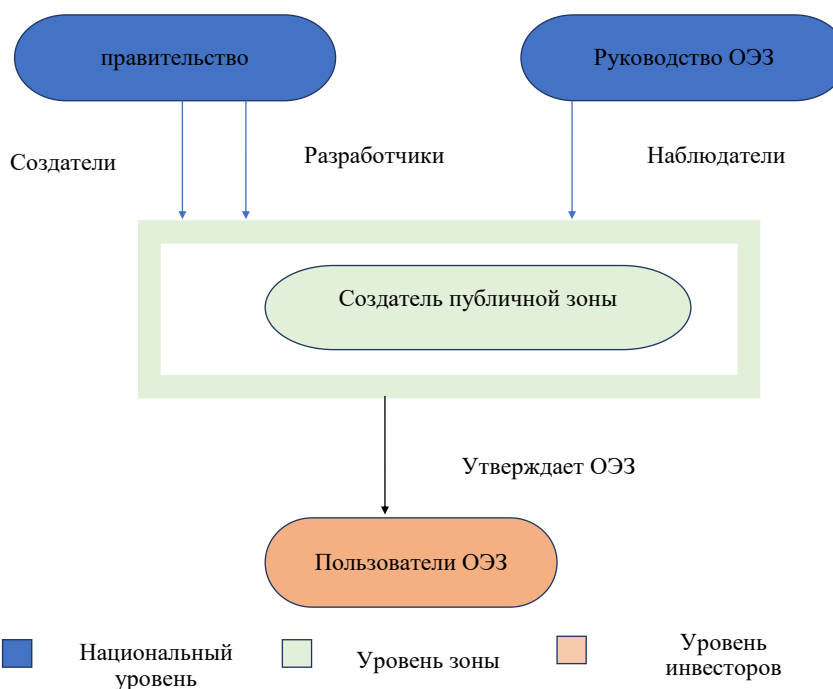 правительство
Руководство ОЭЗ
Создатели
Разработчики
Наблюдатели
Создатель публичной зоны
Утверждает ОЭЗ
Пользователи ОЭЗ
Национальный
уровень
Уровень зоны
Уровень
инвесторов